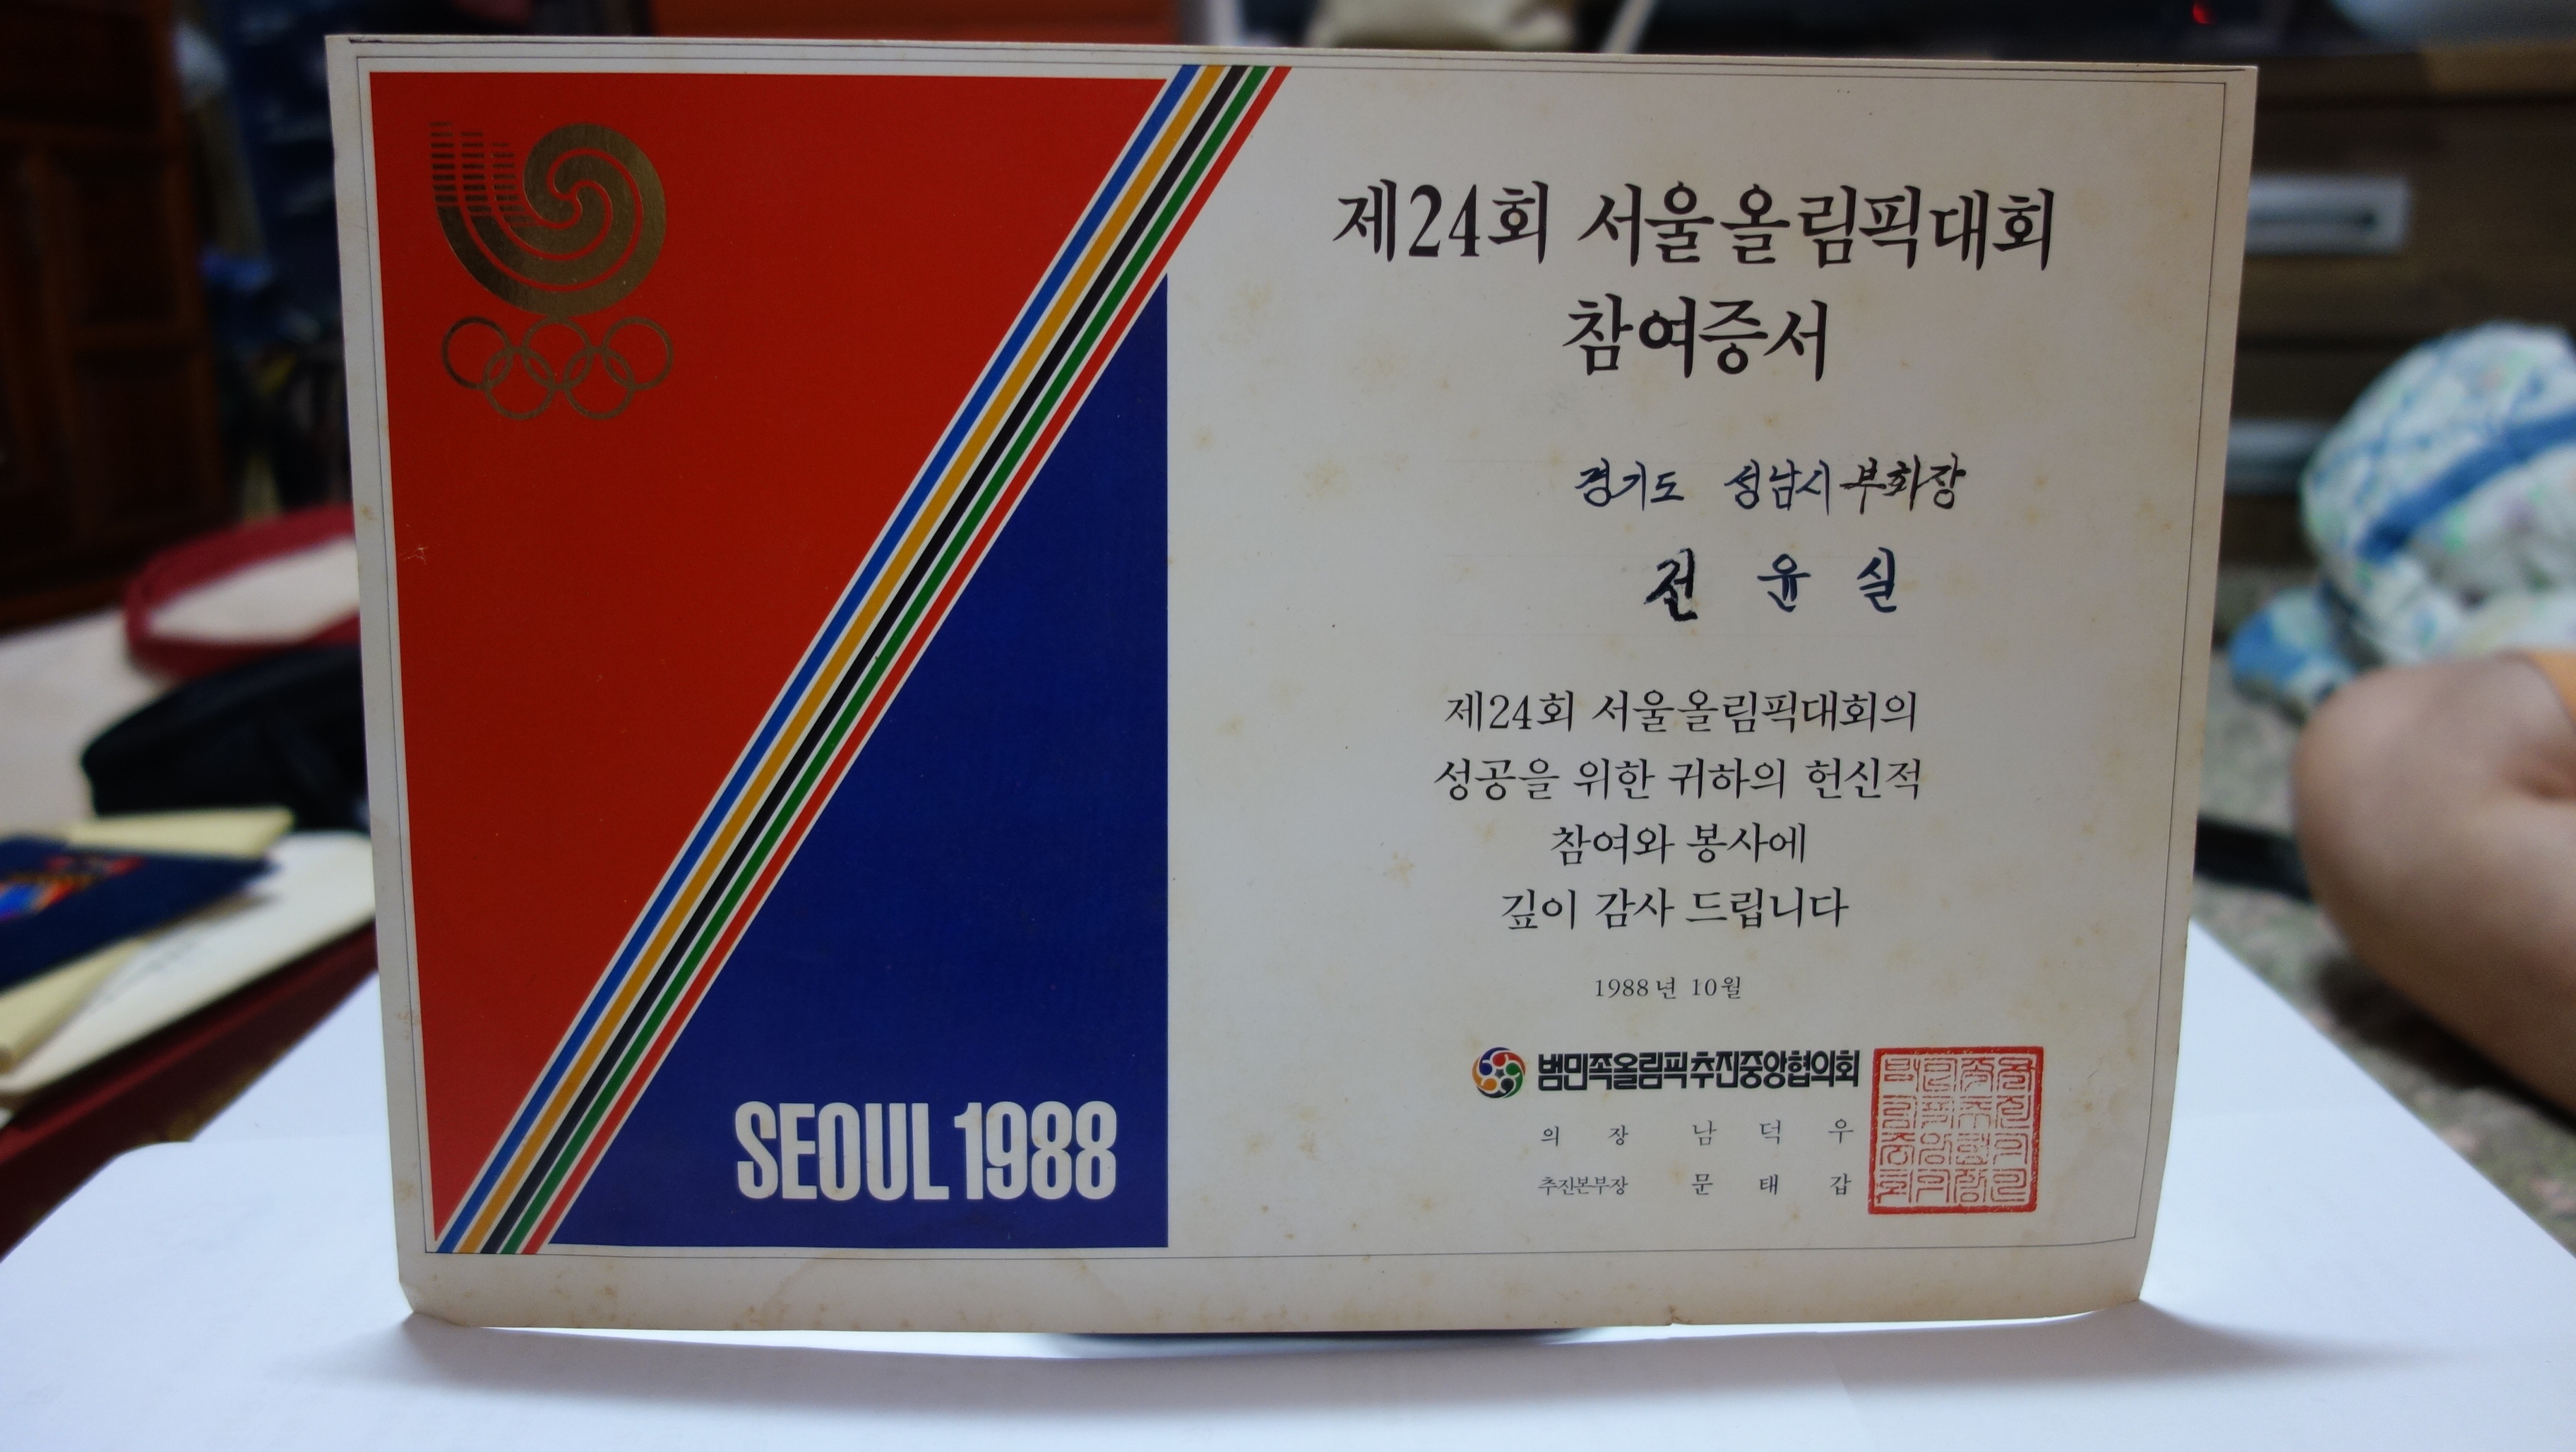 제24회 서울올림픽대회
참여증서
경기도 성남시 부회장
전 윤 실
제24회 서울올림픽대회의
성공을 위한 귀하의 헌신적
참여와 봉사에
깊이 감사 드립니다
1988년 10월
범민족올림픽추진중앙협의회
의 장 남 덕 우
추진본부장 문 태 갑
SEOUL 1988